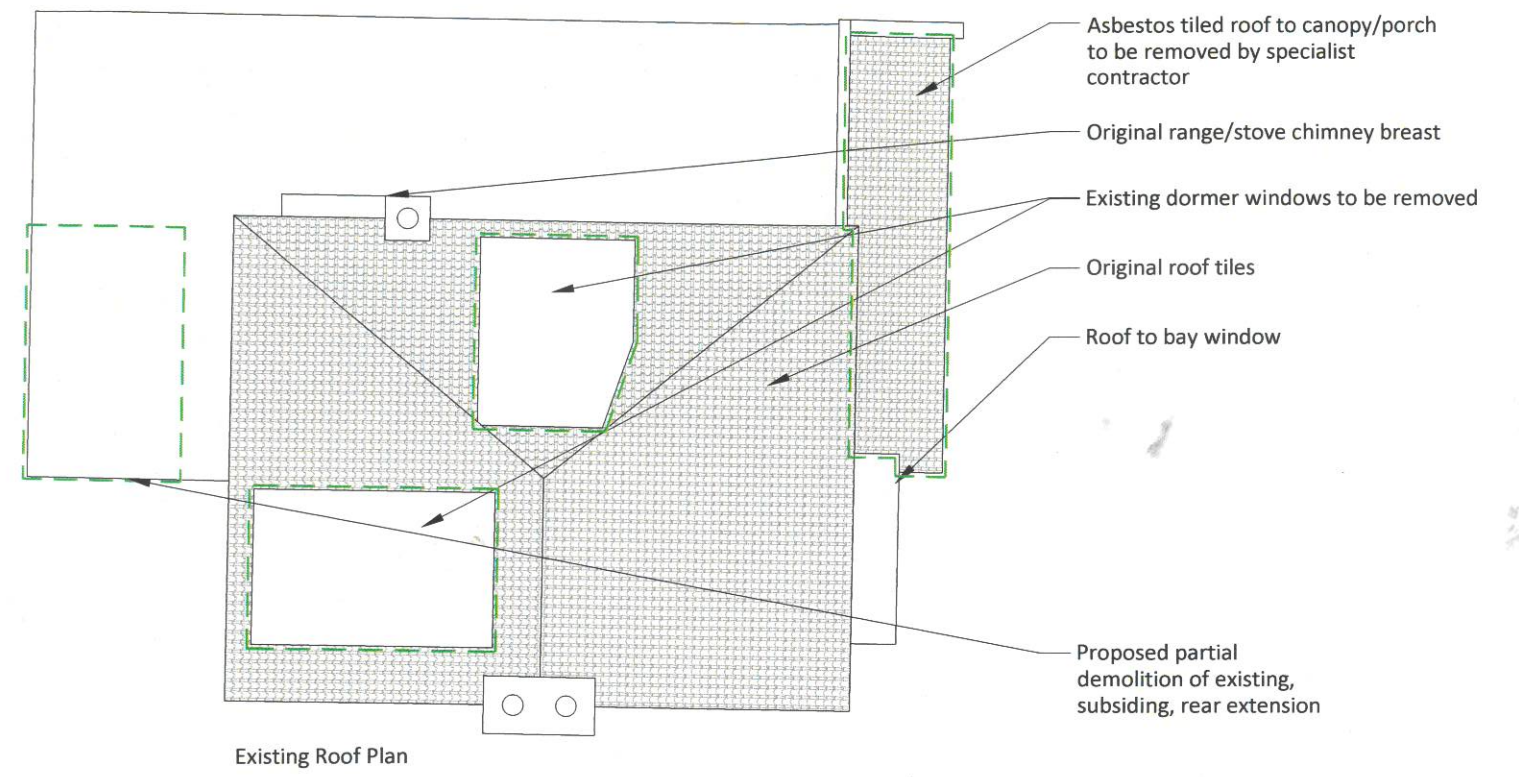 Asbestos tiled roof to canopy/porch
to be removed by specialist
contractor
Original range/stove chimney breast
Existing dormer windows to be removed
Original roof tiles
Roof to bay window
Proposed partial
demolition of existing,
subsiding, rear extension
Existing Roof Plan